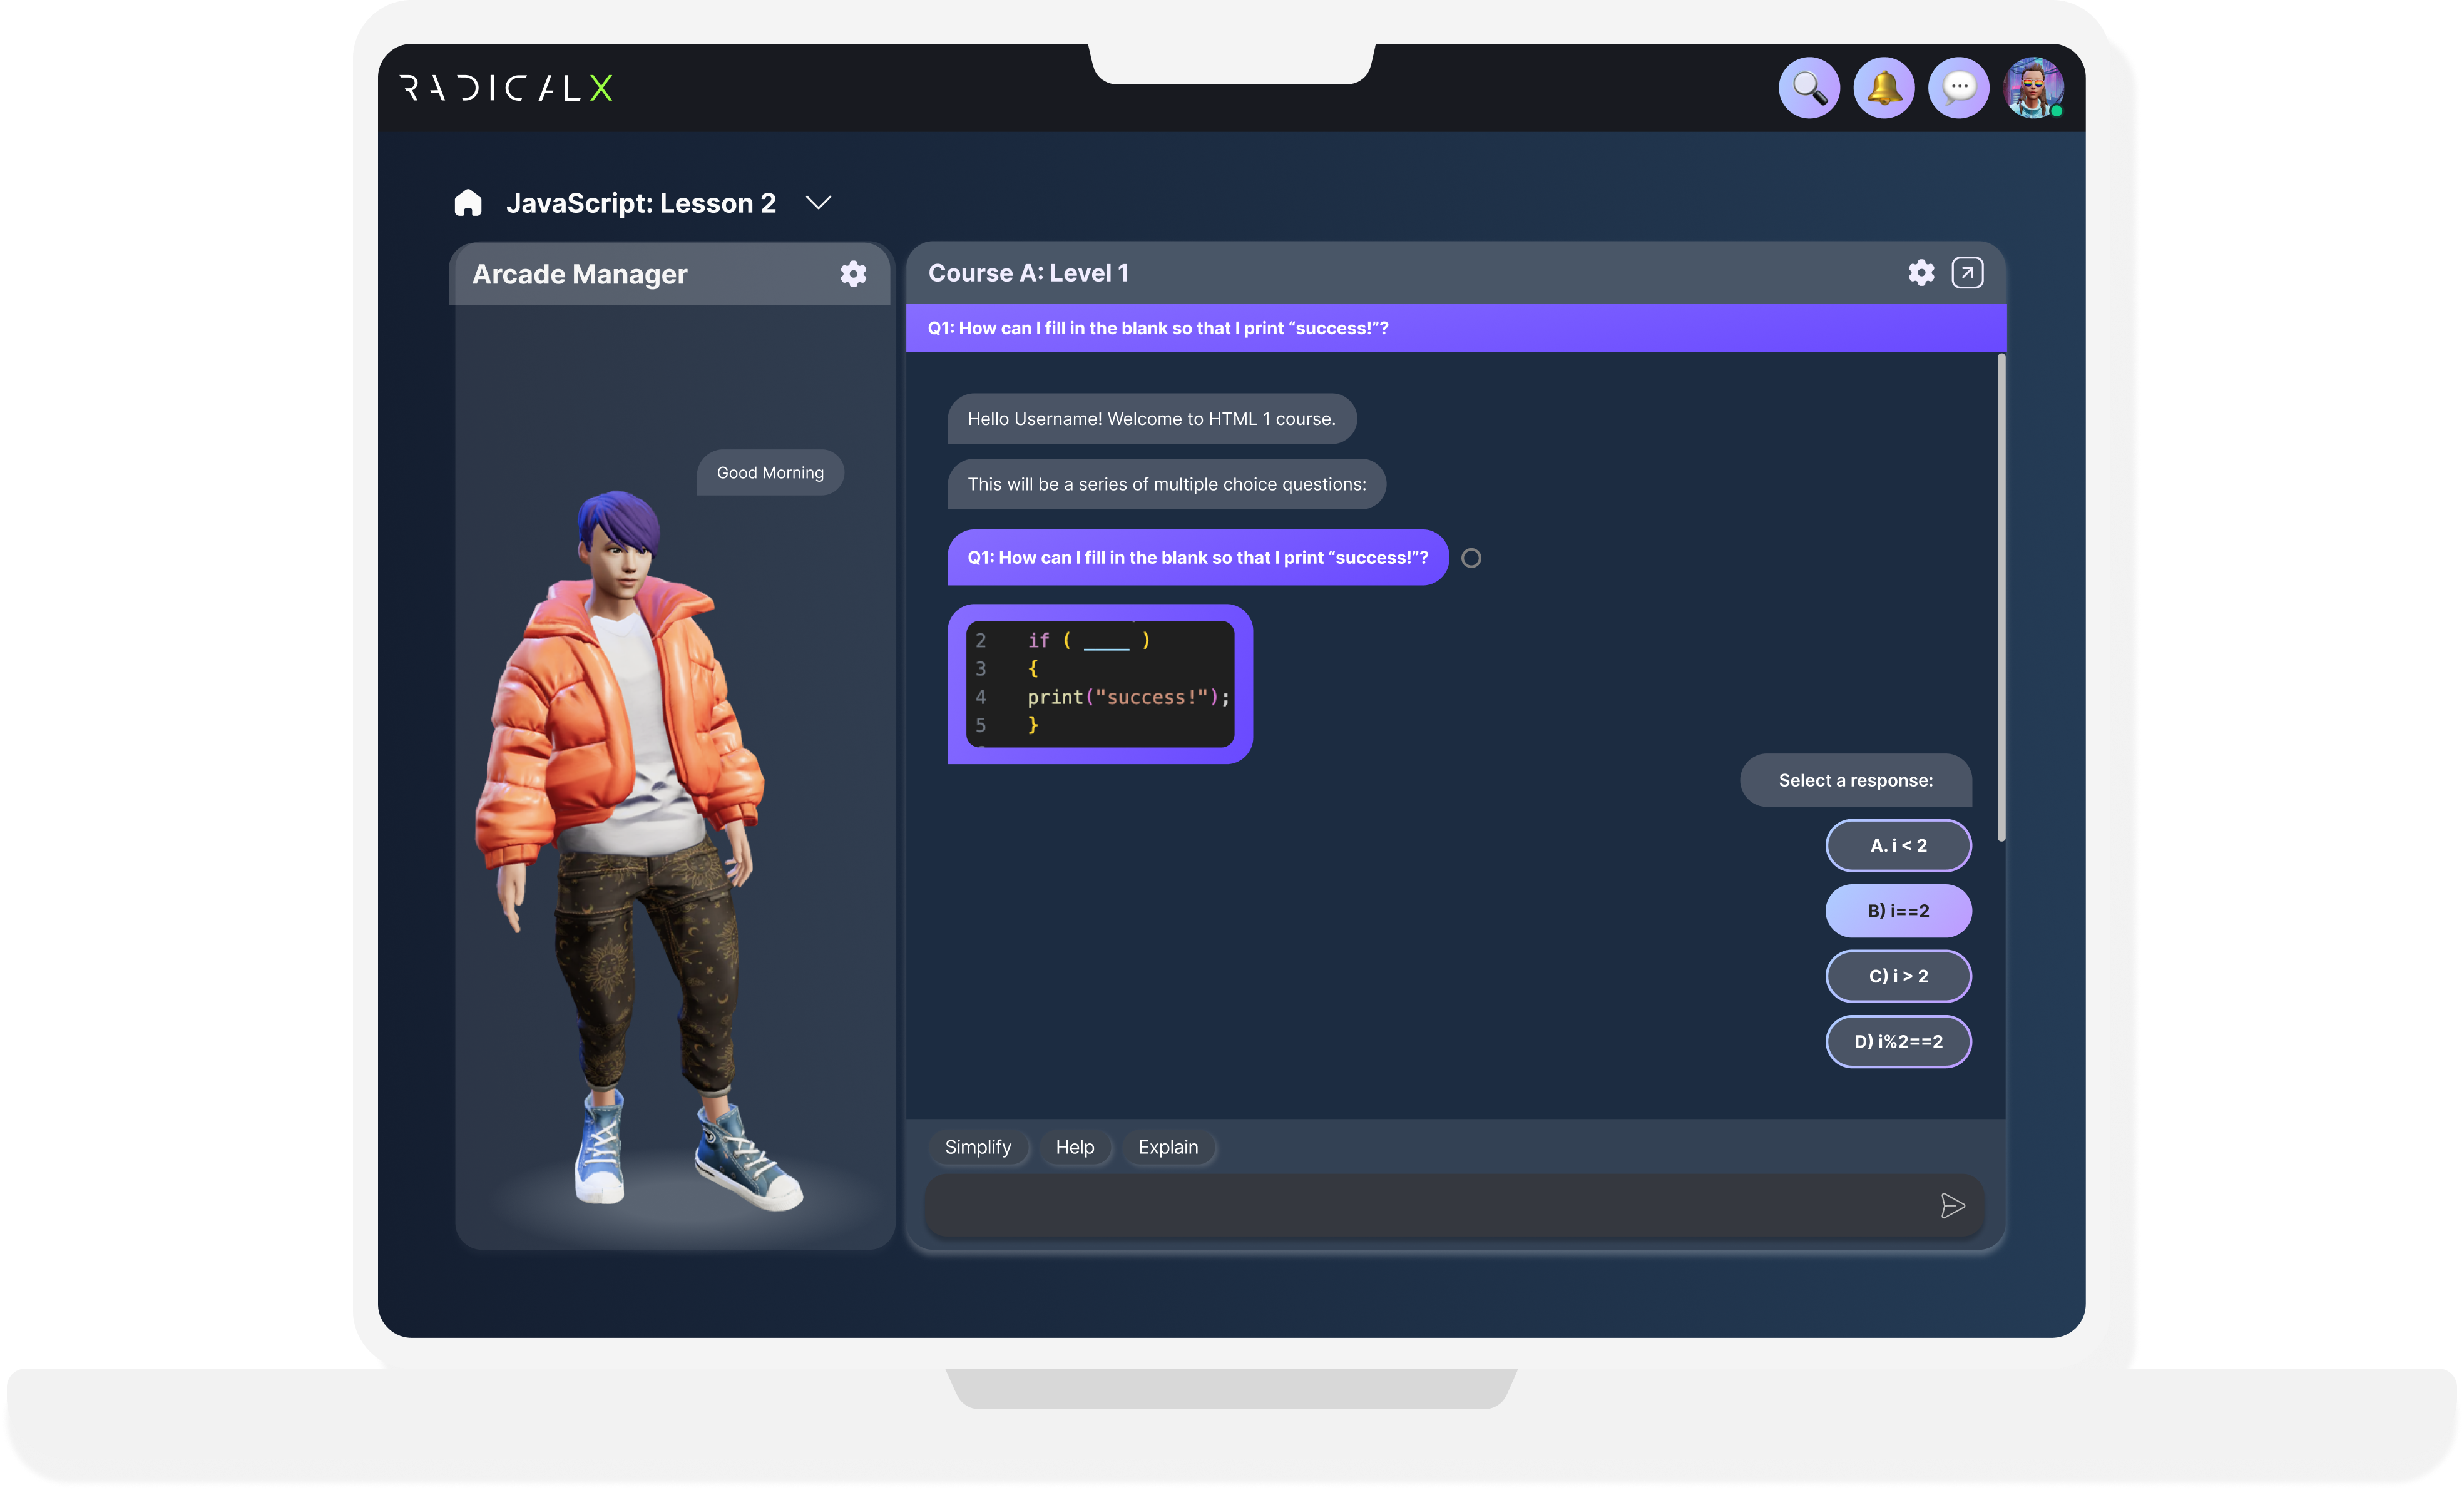 RADICALX
JavaScript: Lesson 2
Arcade Manager
Good Morning
Course A: Level 1
Q1: How can I fill in the blank so that I print “success!”?
Hello Username! Welcome to HTML 1 course.
This will be a series of multiple choice questions:
Q1: How can I fill in the blank so that I print “success!”?
2 if ( ____ )
3 {
4 print("success!");
5 }
Select a response:
A. i < 2
B) i==2
C) i > 2
D) i%2==2
Simplify Help Explain